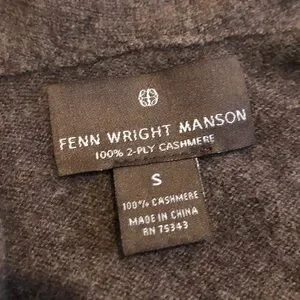 FENN WRIGHT MANSON
100% 2-PLY CASHMERE
S
100% CASHMERE
MADE IN CHINA
RN 75343